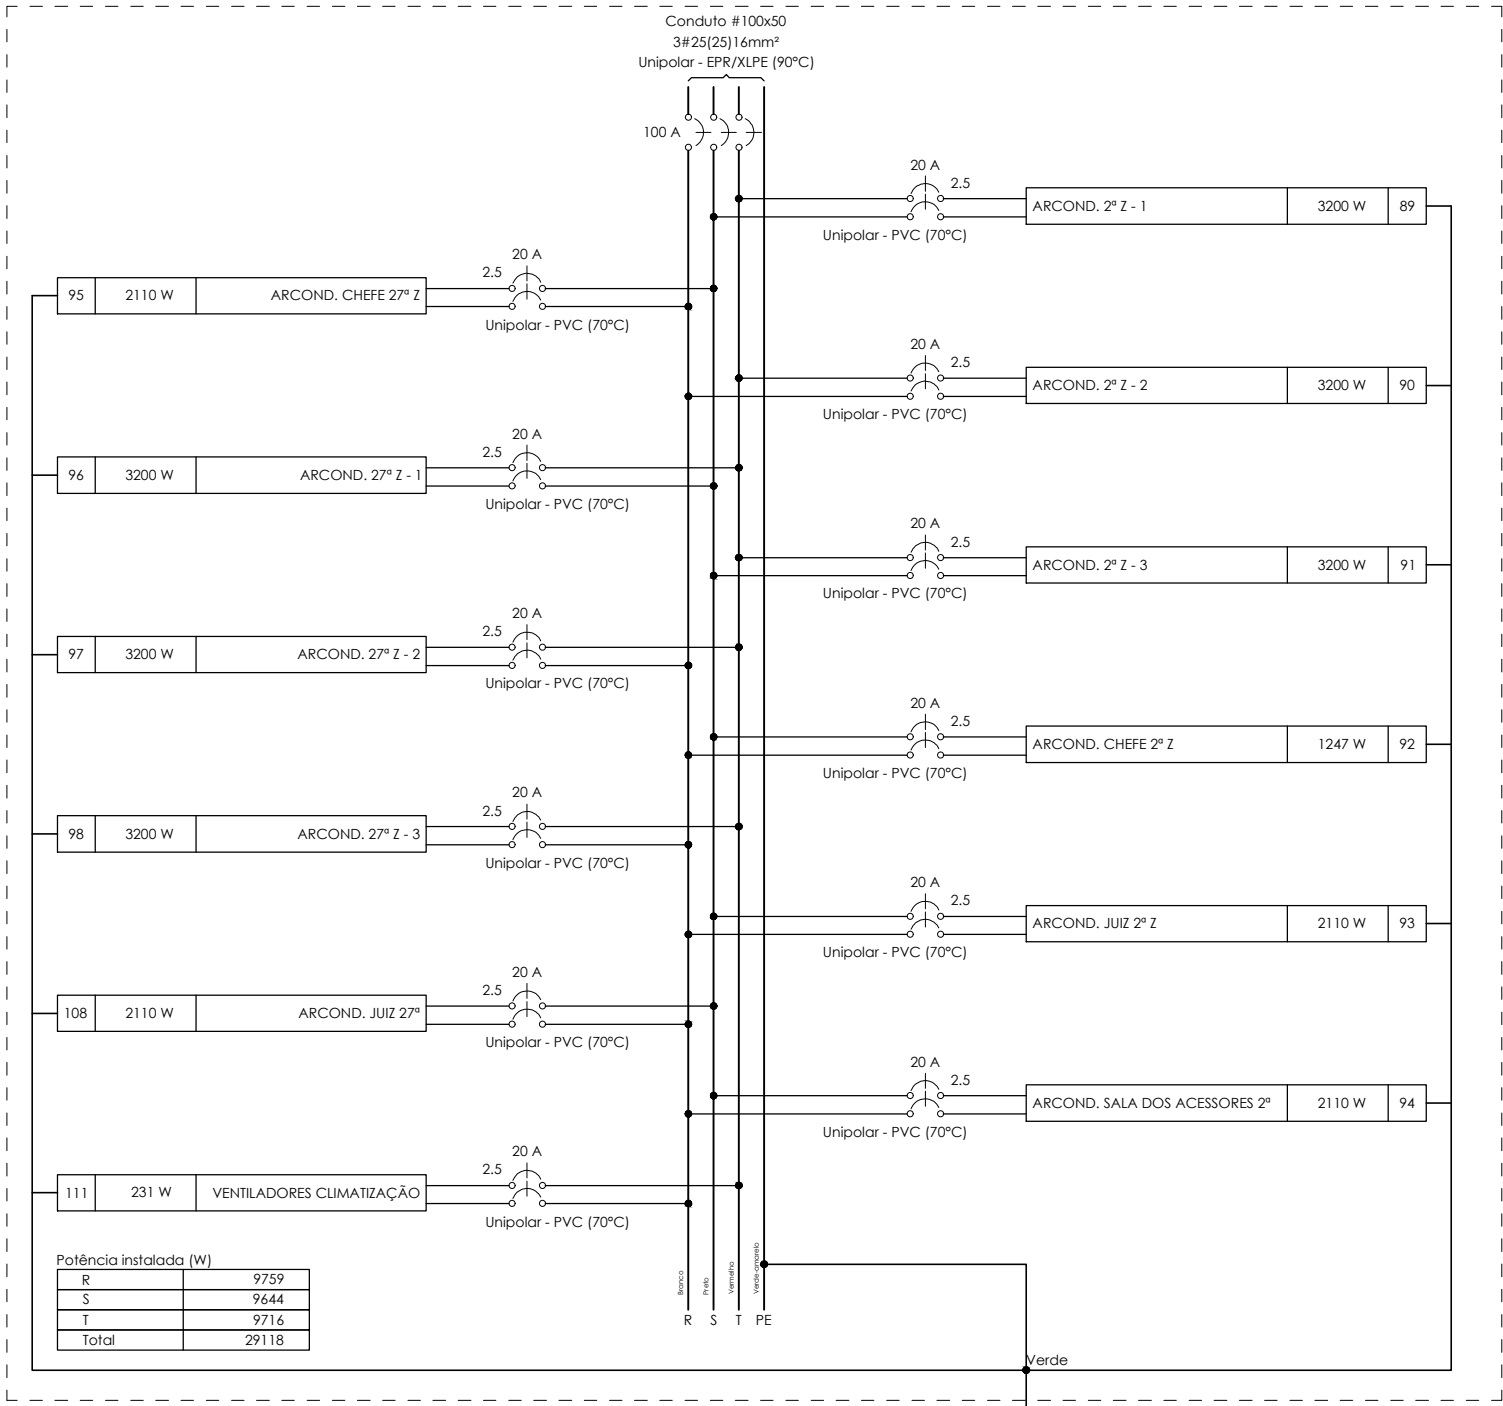 Conduto #100x50
3#25(25)16mm²
Unipolar - EPR/XLPE (90°C)
100 A
20 A
2.5
ARCOND. 2ª Z - 1 3200 W 89
Unipolar - PVC (70°C)
20 A
2.5
95 2110 W ARCOND. CHEFE 27ª Z
Unipolar - PVC (70°C)
20 A
2.5
ARCOND. 2ª Z - 2 3200 W 90
Unipolar - PVC (70°C)
20 A
2.5
96 3200 W ARCOND. 27ª Z - 1
Unipolar - PVC (70°C)
20 A
2.5
ARCOND. 2ª Z - 3 3200 W 91
Unipolar - PVC (70°C)
20 A
2.5
97 3200 W ARCOND. 27ª Z - 2
Unipolar - PVC (70°C)
20 A
2.5
ARCOND. CHEFE 2ª Z 1247 W 92
Unipolar - PVC (70°C)
20 A
2.5
98 3200 W ARCOND. 27ª Z - 3
Unipolar - PVC (70°C)
20 A
2.5
ARCOND. JUIZ 2ª Z 2110 W 93
Unipolar - PVC (70°C)
20 A
2.5
108 2110 W ARCOND. JUIZ 27ª
Unipolar - PVC (70°C)
20 A
2.5
ARCOND. SALA DOS ACESSORES 2ª 2110 W 94
Unipolar - PVC (70°C)
20 A
2.5
111 231 W VENTILADORES CLIMATIZAÇÃO
Unipolar - PVC (70°C)
Potência instalada (W)
R 9759
S 9644
T 9716
Total 29118
Branco
Preto
Vermelho
Verde-amarelo
R S T PE
Verde